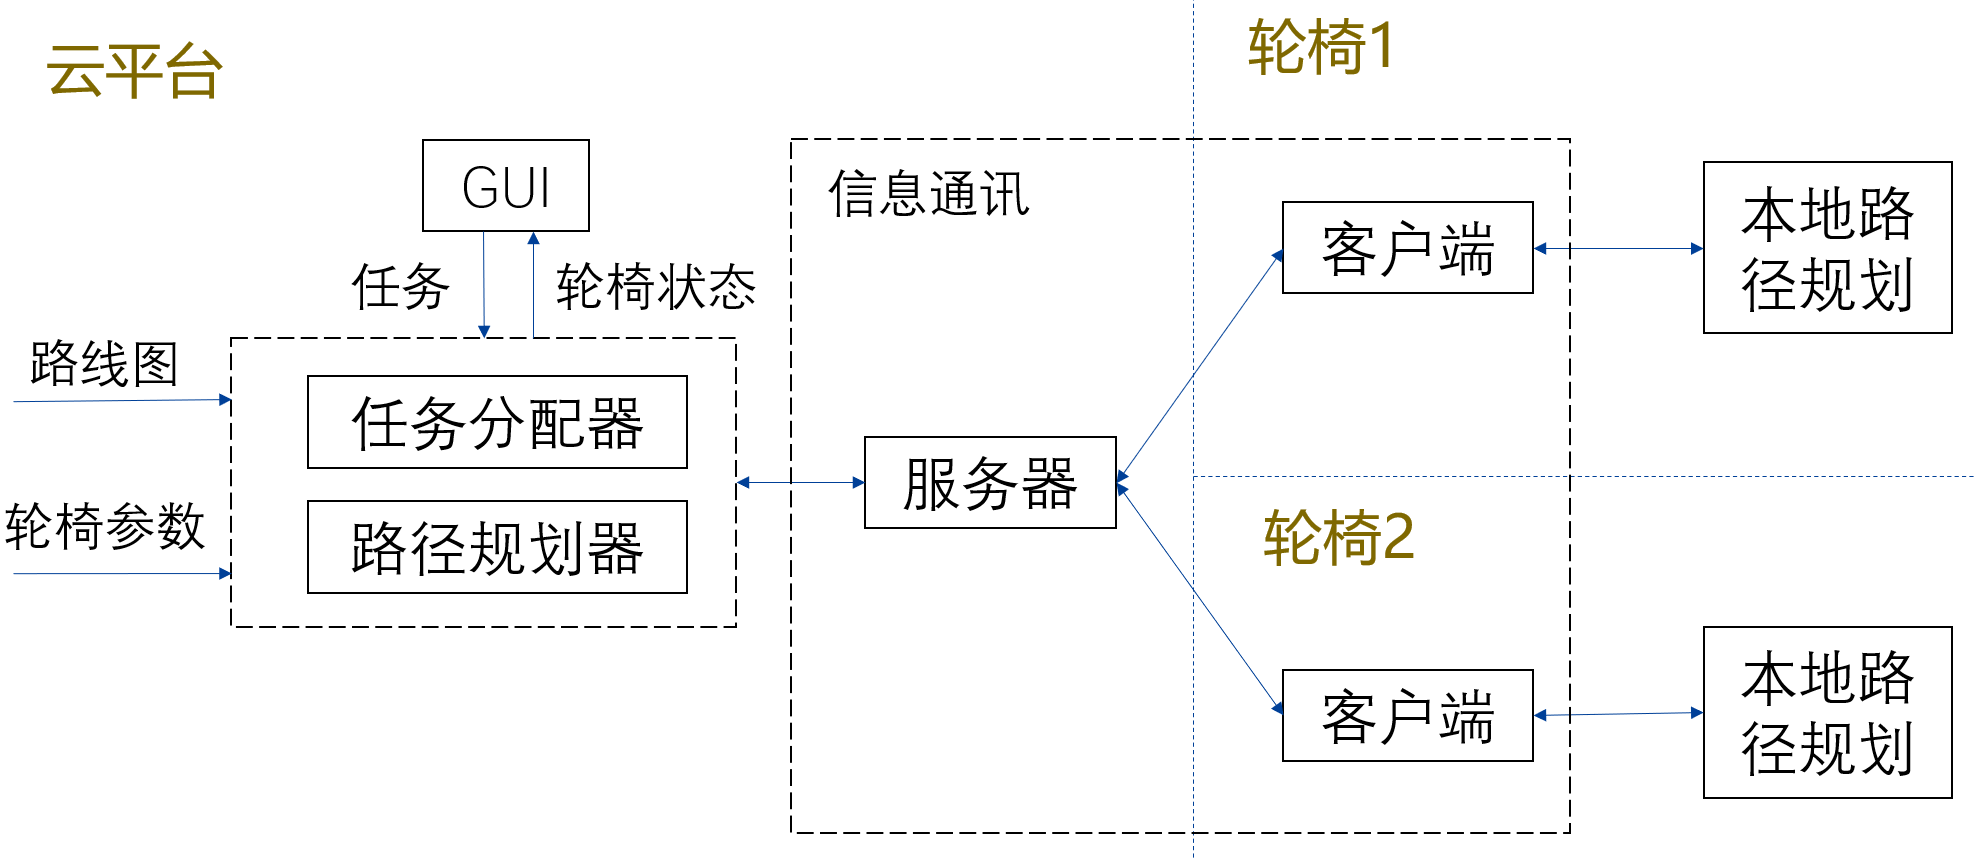 云平台
轮椅1
GUI
信息通讯
任务
轮椅状态
客户端
本地路
径规划
路线图
任务分配器
服务器
轮椅参数
路径规划器
轮椅2
客户端
本地路
径规划